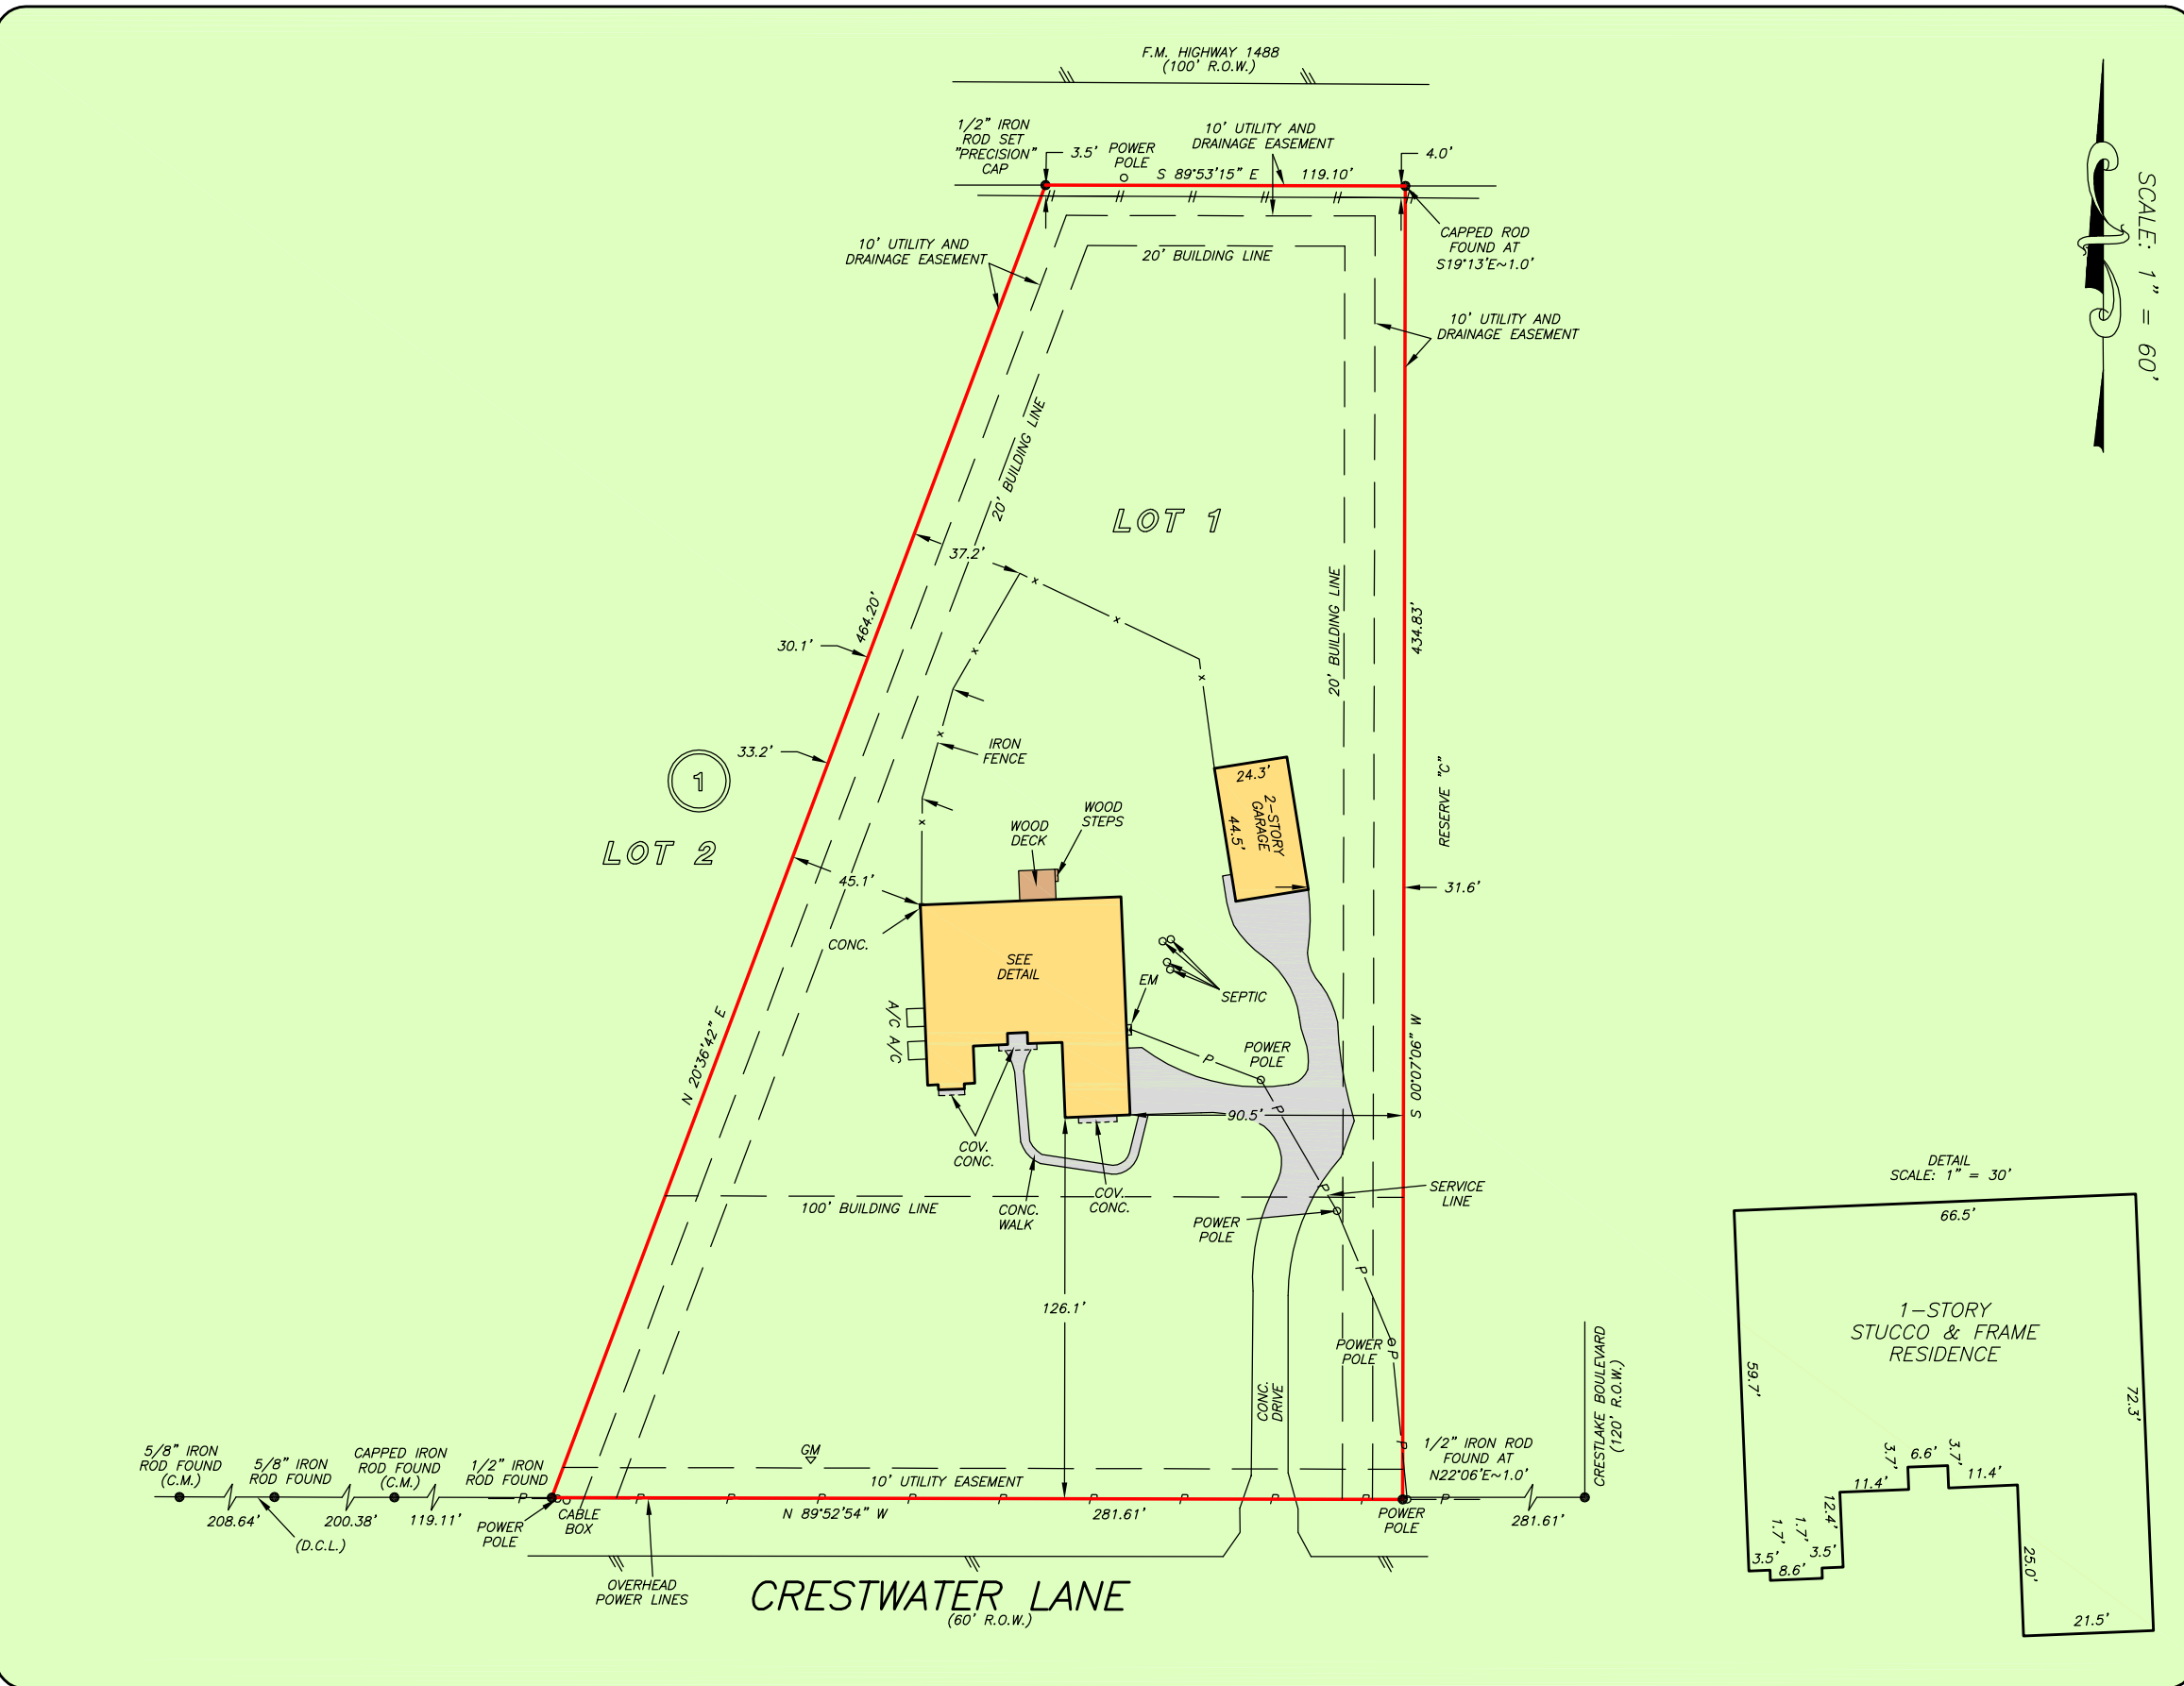 F.M. HIGHWAY 1488
(100' R.O.W.)
1/2" IRON
ROD SET
"PRECISION"
CAP
3.5'
POWER
POLE
10' UTILITY AND
DRAINAGE EASEMENT
4.0'
S 89°53'15" E 119.10'
SCALE: 1" = 60'
10' UTILITY AND
DRAINAGE EASEMENT
20' BUILDING LINE
CAPPED ROD
FOUND AT
S19°13'E~1.0'
10' UTILITY AND
DRAINAGE EASEMENT
20' BUILDING LINE
LOT 1
37.2'
464.20'
30.1'
20' BUILDING LINE
434.83'
33.2'
IRON
FENCE
1
LOT 2
24.3'
2-STORY
GARAGE
44.5'
RESERVE "C"
WOOD
DECK
WOOD
STEPS
45.1'
31.6'
CONC.
SEE
DETAIL
EM
SEPTIC
A/C A/C
N 20°36'42" E
P
POWER
POLE
S 00°07'06" W
P
90.5'
COV.
CONC.
P
SERVICE
LINE
COV.
CONC.
CONC.
WALK
100' BUILDING LINE
POWER
POLE
P
126.1'
POWER
POLE
P
CONC.
DRIVE
P
CRESTLAKE BOULEVARD
(120' R.O.W.)
DETAIL
SCALE: 1" = 30'
66.5'
1-STORY
STUCCO & FRAME
RESIDENCE
59.7'
72.3'
3.7'
6.6'
3.7'
11.4'
11.4'
12.4'
1.7'
1.7'
3.5'
8.6'
3.5'
25.0'
21.5'
5/8" IRON
ROD FOUND
(C.M.)
5/8" IRON
ROD FOUND
CAPPED IRON
ROD FOUND
(C.M.)
1/2" IRON
ROD FOUND
GM
10' UTILITY EASEMENT
1/2" IRON ROD
FOUND AT
N22°06'E~1.0'
P P P P P P P P P P P P
208.64'
200.38'
119.11'
(D.C.L.)
POWER
POLE
CABLE
BOX
N 89°52'54" W 281.61'
POWER
POLE
281.61'
OVERHEAD
POWER LINES
CRESTWATER LANE
(60' R.O.W.)